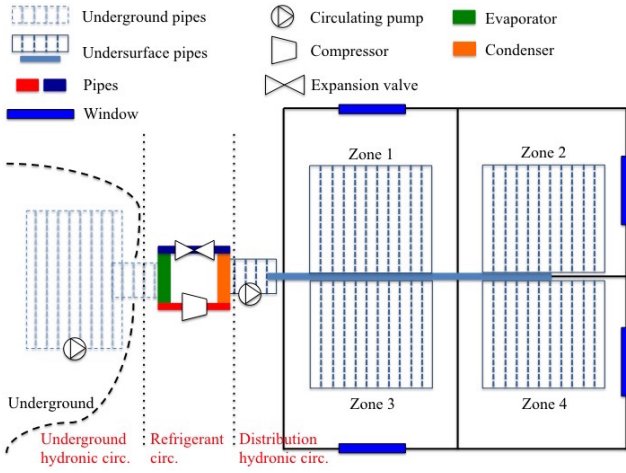 Underground pipes
Circulating pump
Evaporator
Undersurface pipes
Compressor
Condenser
Pipes
Expansion valve
Window
Zone 1
Zone 2
Zone 3
Zone 4
Underground
Underground
hydronic circ.
Refrigerant
circ.
Distribution
hydronic circ.